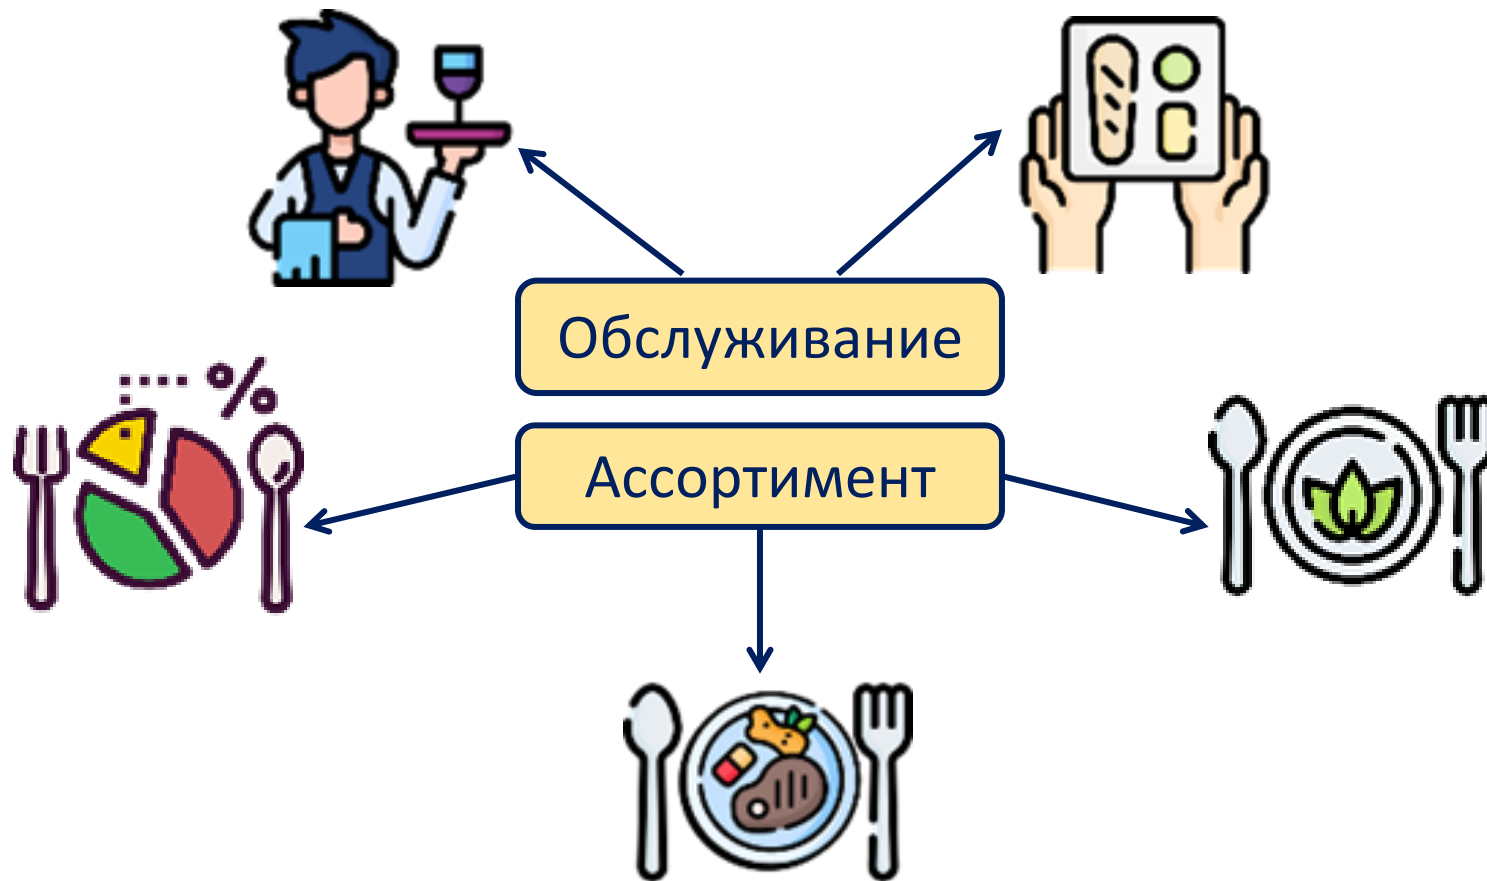 %
Обслуживание
Ассортимент